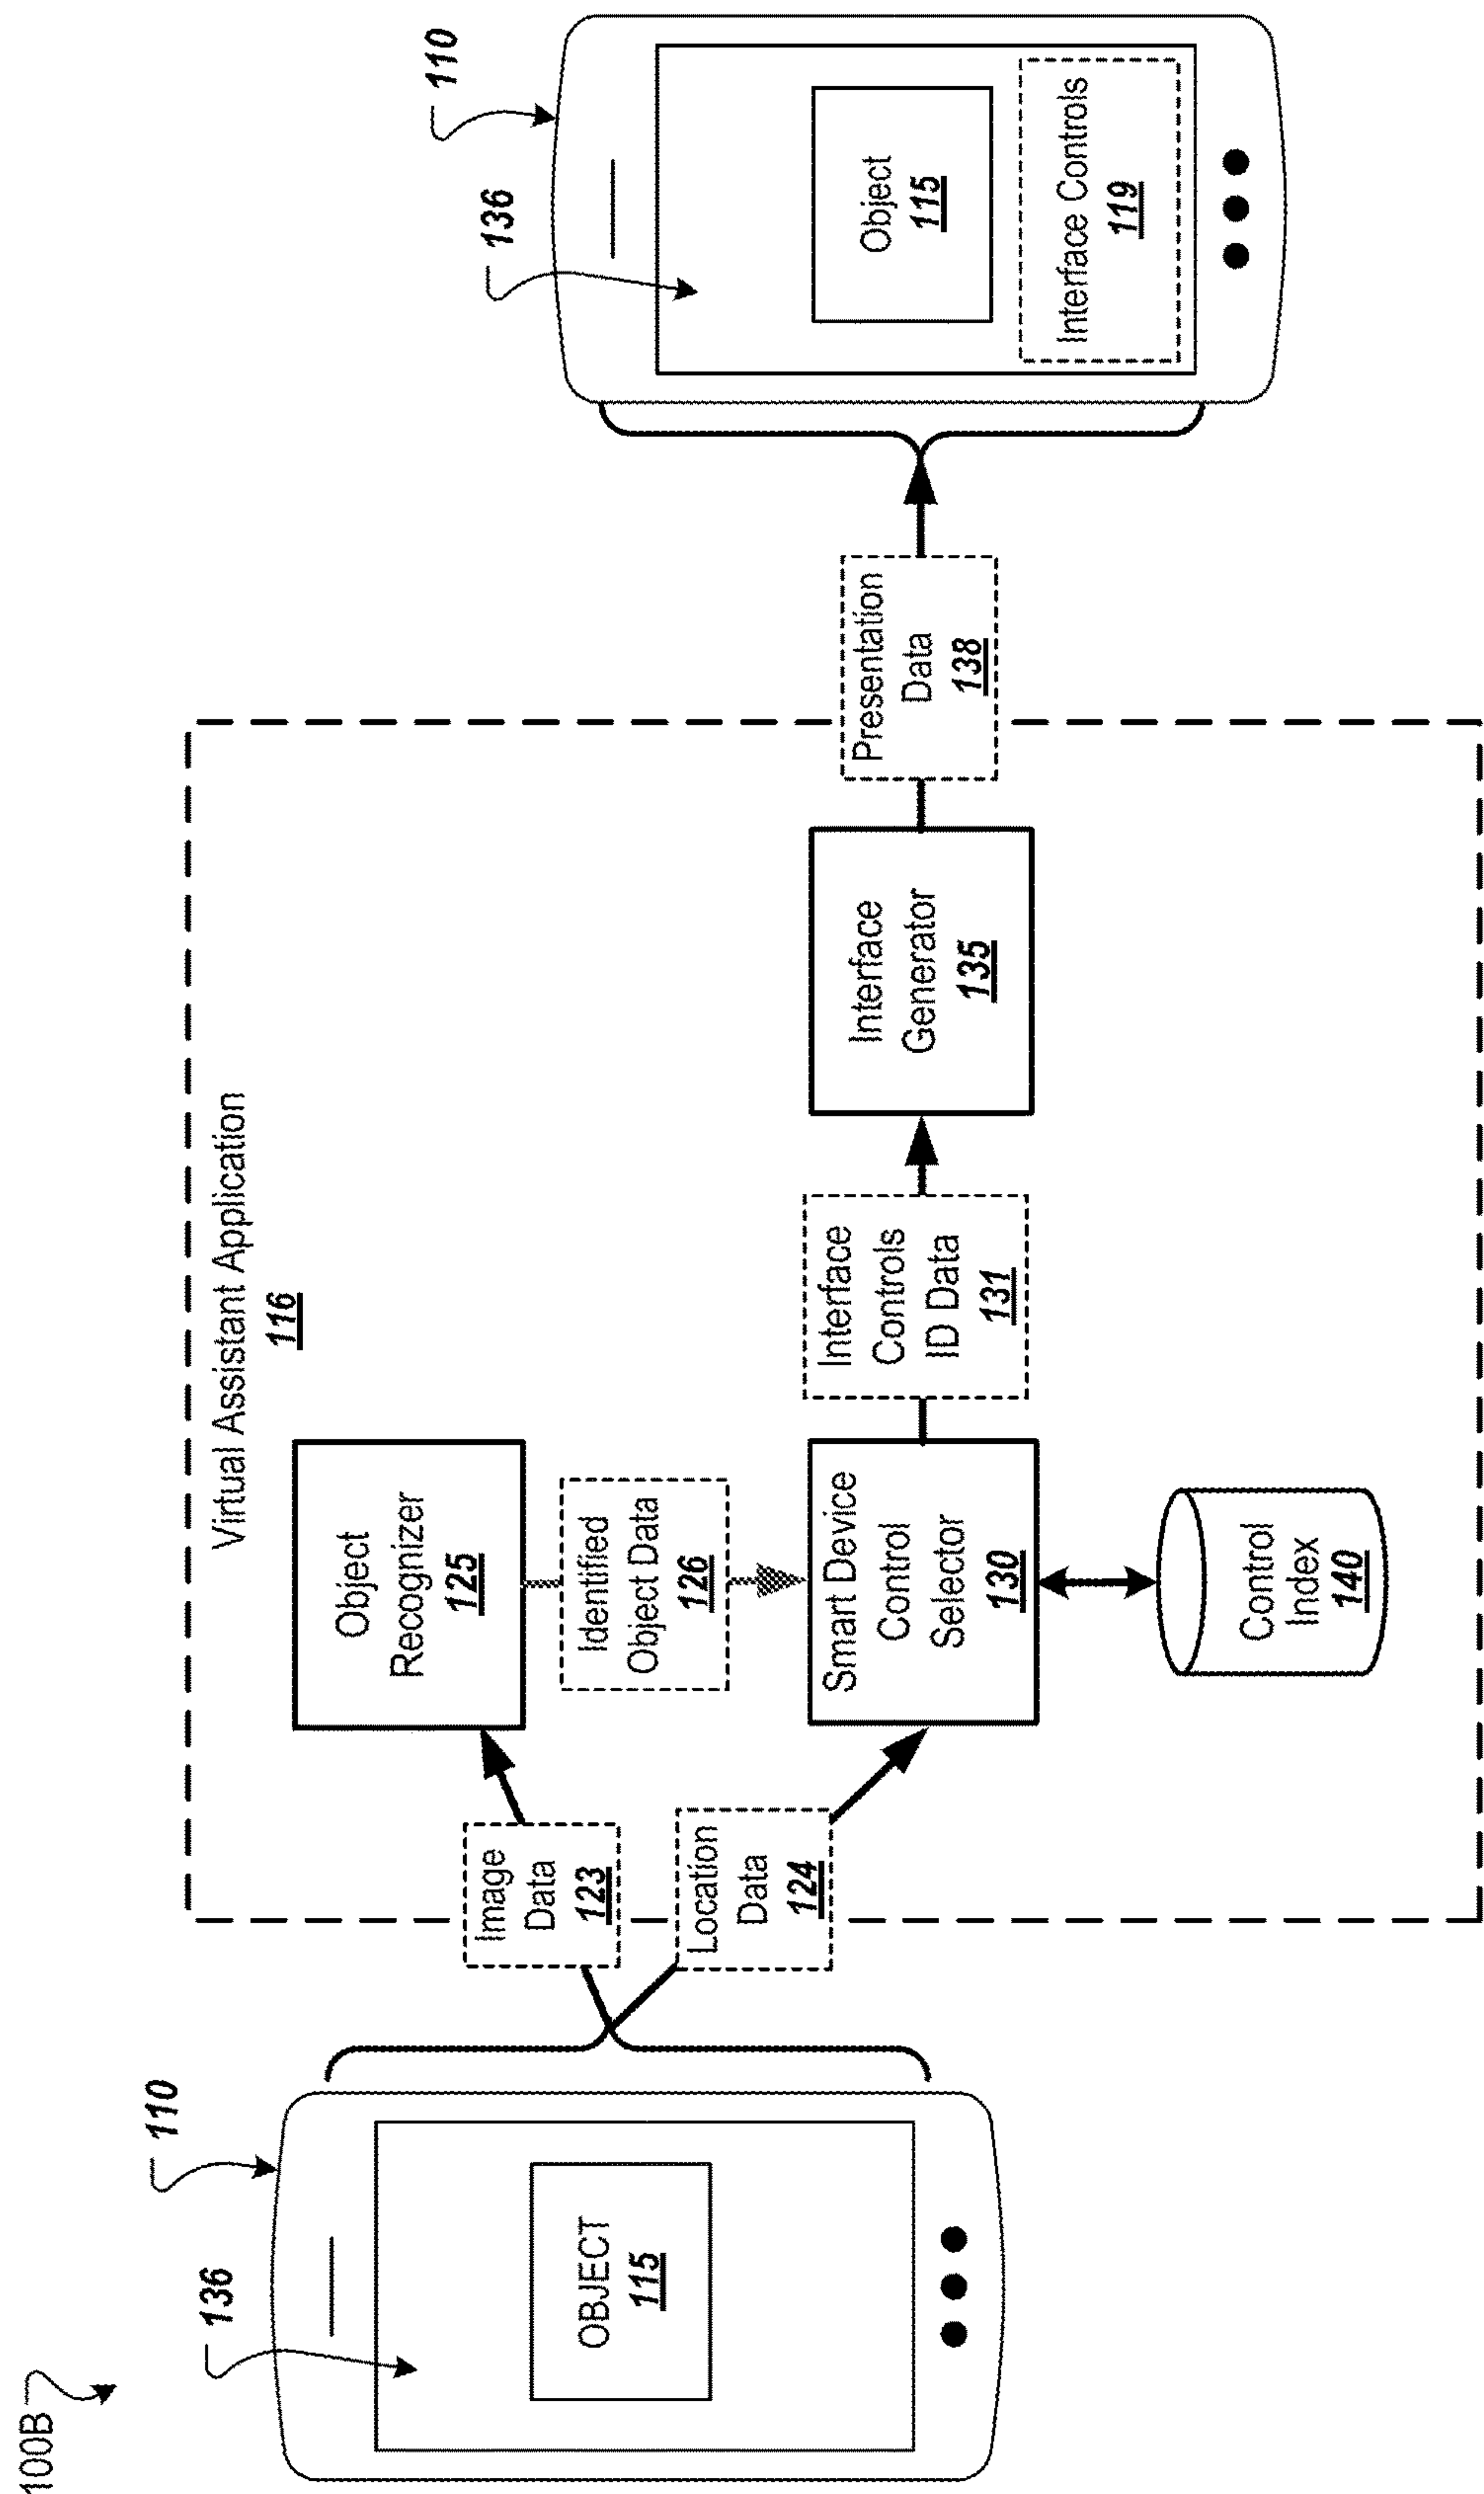 100B
136
110
OBJECT
115
Image
Data
123
Location
Data
124
Virtual Assistant Application
116
Object
Recognizer
125
Identified
Object Data
126
Smart Device
Control
Selector
130
Control
Index
140
Interface
Controls
ID Data
131
Interface
Generator
135
Presentation
Data
138
136
110
Object
115
Interface Controls
119